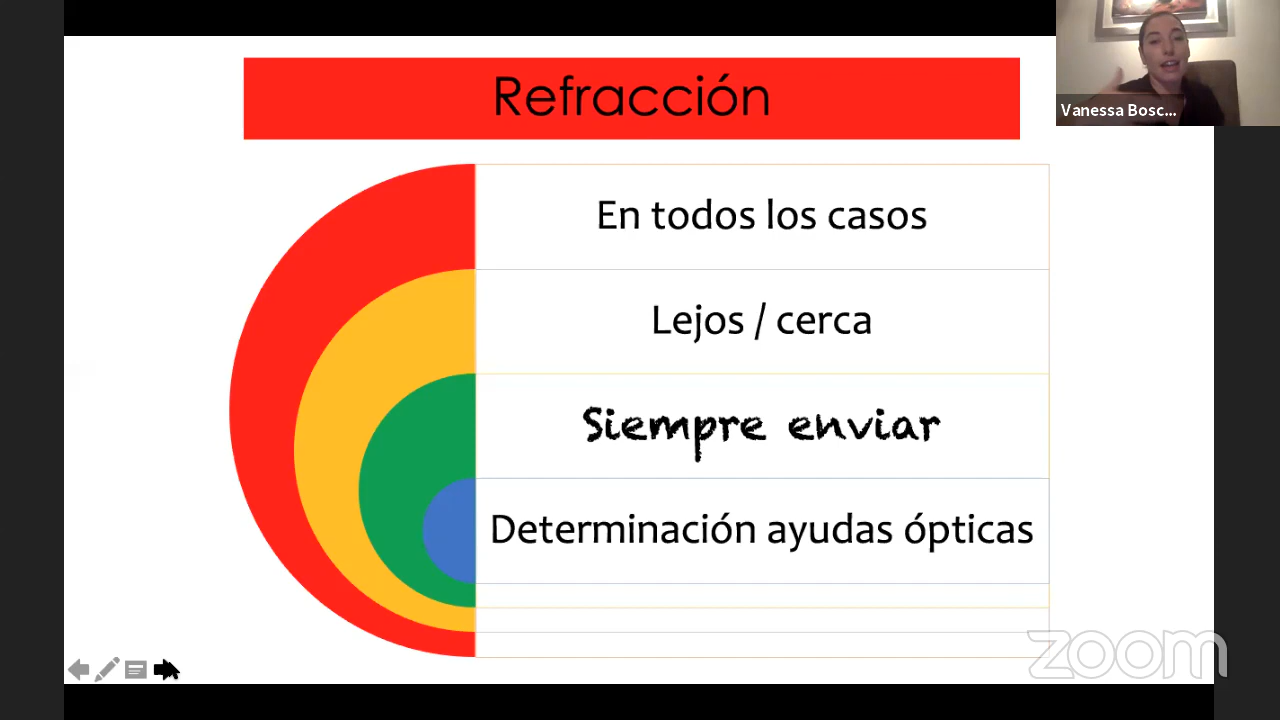 Refracción
Vanessa Bosc...
En todos los casos
Lejos / cerca
Siempre enviar
Determinación ayudas ópticas
zoom